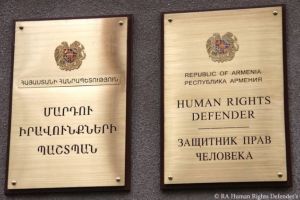 ՀԱՅԱՍՏԱՆԻ ՀԱՆՐԱՊԵՏՈՒԹՅՈՒՆ
ՄԱՐԴՈՒ
ԻՐԱՎՈՒՆՔՆԵՐԻ
ՊԱՇՏՊԱՆ
REPUBLIC OF ARMENIA
РЕСПУБЛИКА АРМЕНИЯ
HUMAN RIGHTS
DEFENDER
ЗАЩИТНИК ПРАВ
ЧЕЛОВЕКА
© RA Human Rights Defender's